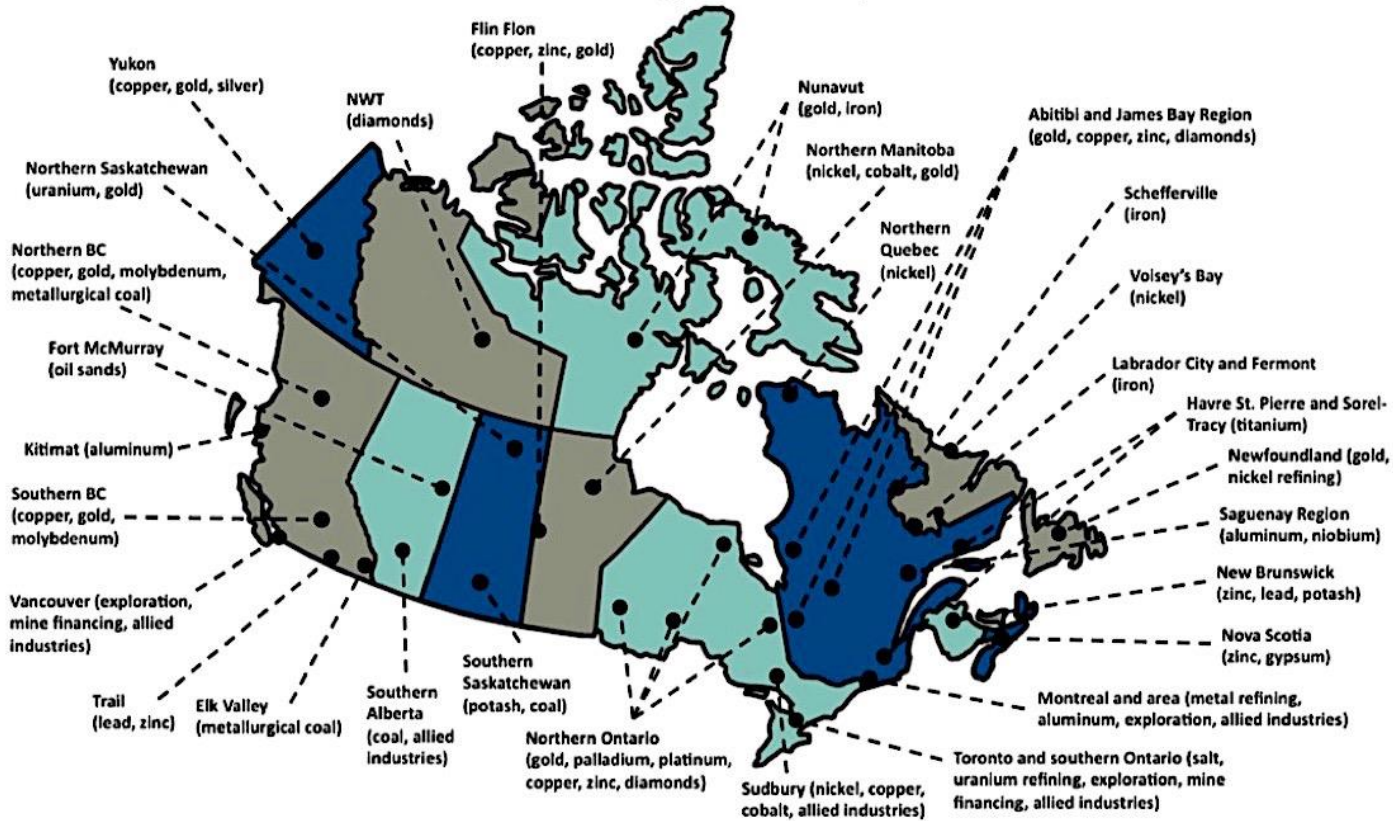 Flin Flon
(copper, zinc, gold)
Yukon
(copper, gold, silver)
NWT
(diamonds)
Nunavut
(gold, iron)
Abitibi and James Bay Region
(gold, copper, zinc, diamonds)
Northern Saskatchewan
(uranium, gold)
Northern Manitoba
(nickel, cobalt, gold)
Schefferville
(iron)
Northern BC
(copper, gold, molybdenum,
metallurgical coal)
Northern
Quebec
(nickel)
Voisey's Bay
(nickel)
Fort McMurray
(oil sands)
Labrador City and Fermont
(iron)
Havre St. Pierre and Sorel-
Tracy (titanium)
Kitimat (aluminum)
Newfoundland (gold,
nickel refining)
Southern BC
(copper, gold,
molybdenum)
Saguenay Region
(aluminum, niobium)
New Brunswick
(zinc, lead, potash)
Vancouver (exploration,
mine financing, allied
industries)
Nova Scotia
(zinc, gypsum)
Trail
(lead, zinc)
Elk Valley
(metallurgical coal)
Southern
Alberta
(coal, allied
industries)
Southern
Saskatchewan
(potash, coal)
Northern Ontario
(gold, palladium, platinum,
copper, zinc, diamonds)
Montreal and area (metal refining,
aluminum, exploration, allied industries)
Sudbury (nickel, copper,
cobalt, allied industries)
Toronto and southern Ontario (salt,
uranium refining, exploration, mine
financing, allied industries)